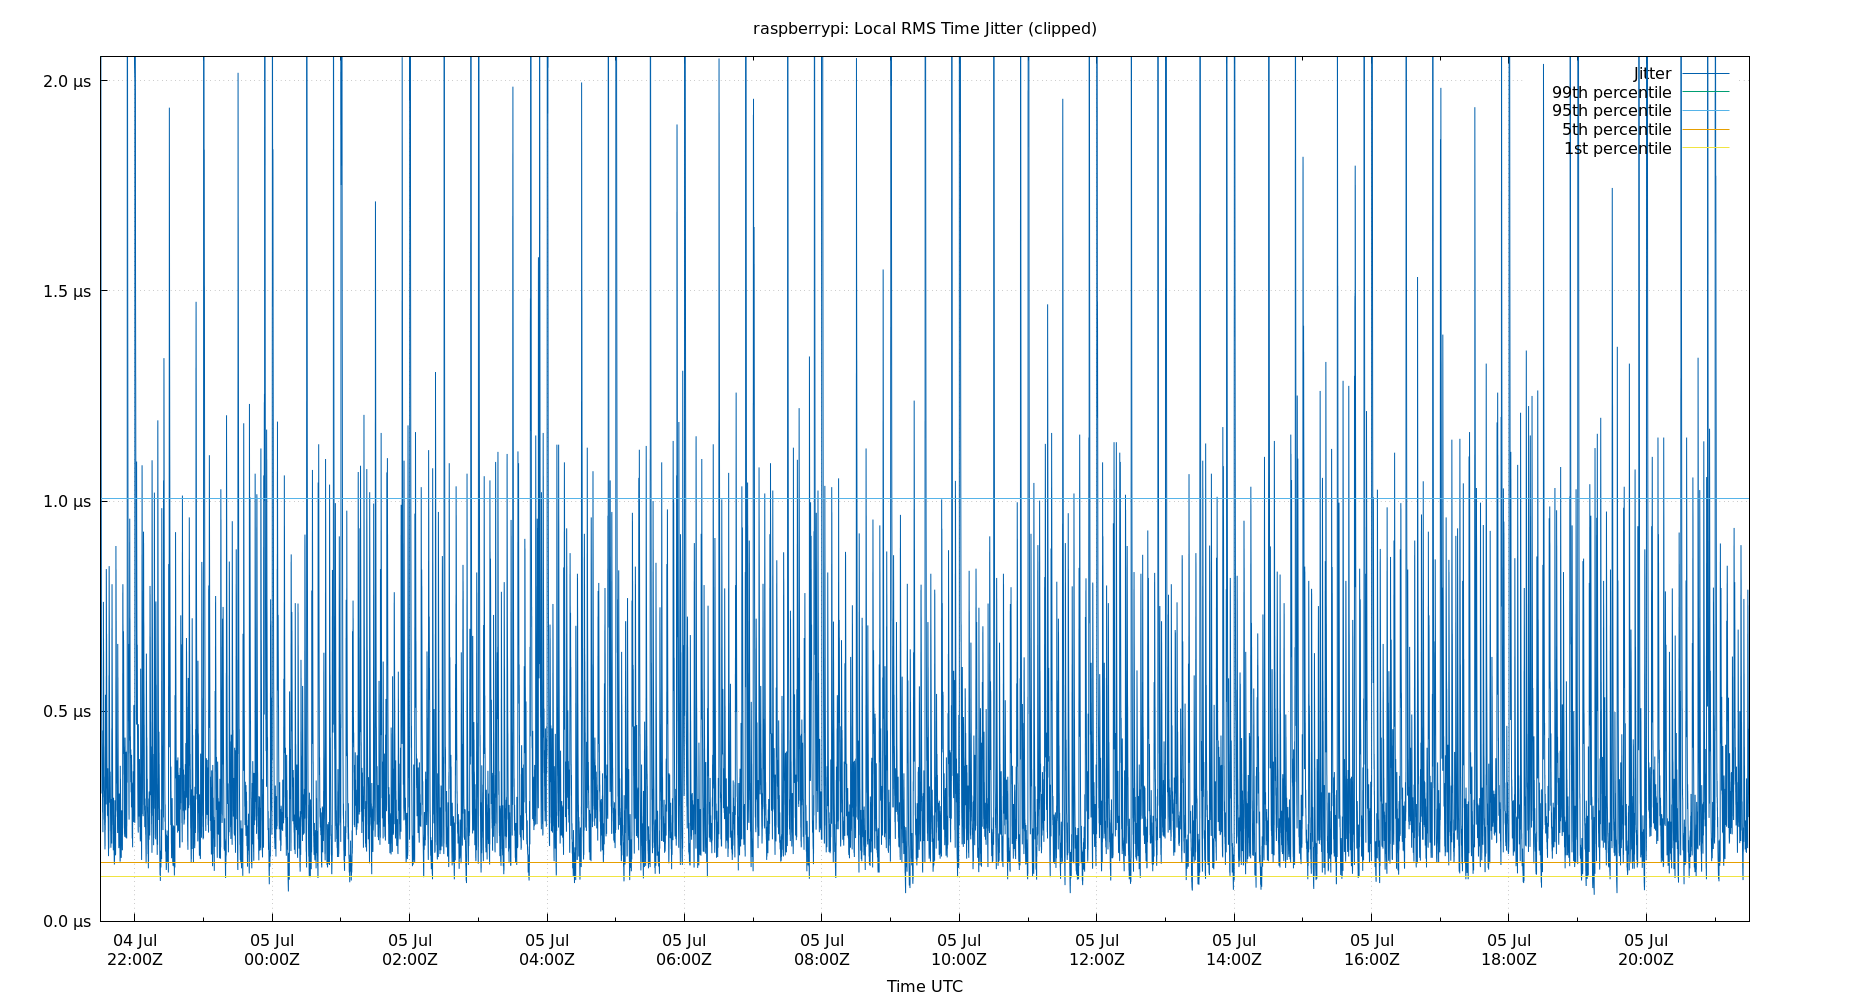 raspberrypi: Local RMS Time Jitter (clipped)
2.0 µs
1.5 µs
1.0 µs
0.5 µs
0.0 µs
Jitter
99th percentile
95th percentile
5th percentile
1st percentile
04 Jul 05 Jul 05 Jul 05 Jul 05 Jul 05 Jul 05 Jul 05 Jul 05 Jul 05 Jul 05 Jul 05 Jul
22:00Z 00:00Z 02:00Z 04:00Z 06:00Z 08:00Z 10:00Z 12:00Z 14:00Z 16:00Z 18:00Z 20:00Z
Time UTC